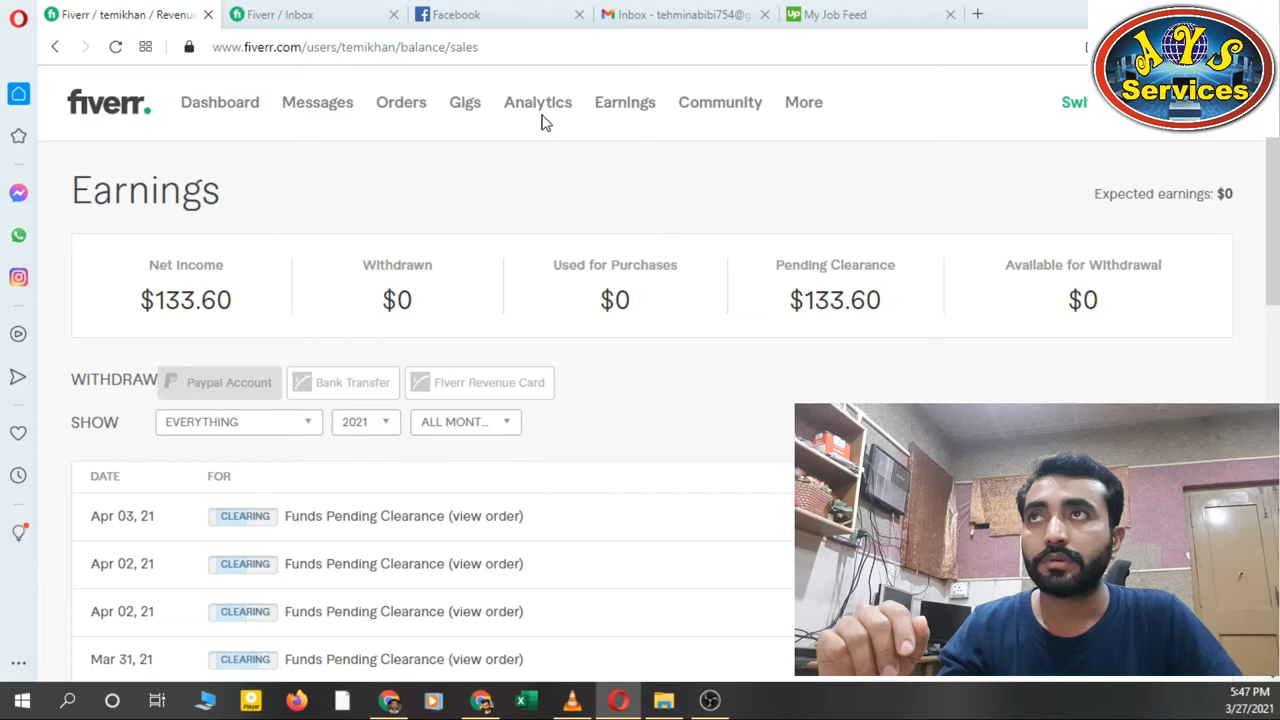 Fiverr / temikhan / Revenue
Fiverr / Inbox
Facebook
Inbox - tehminabibi754@g
Up My Job Feed
www.fiverr.com/users/temikhan/balance/sales
AYS
Services
fiverr.
Dashboard
Messages
Orders
Gigs
Analytics
Earnings
Community
More
Swi
Earnings
Expected earnings: $0
Net Income
Withdrawn
Used for Purchases
Pending Clearance
Available for Withdrawal
$133.60
$0
$0
$133.60
$0
WITHDRAW
Paypal Account
Bank Transfer
Fiverr Revenue Card
SHOW
EVERYTHING
2021
ALL MONT...
DATE
FOR
Apr 03, 21 CLEARING Funds Pending Clearance (view order)
Apr 02, 21 CLEARING Funds Pending Clearance (view order)
Apr 02, 21 CLEARING Funds Pending Clearance (view order)
Mar 31, 21 CLEARING Funds Pending Clearance (view order)
5:47 PM
3/27/2021